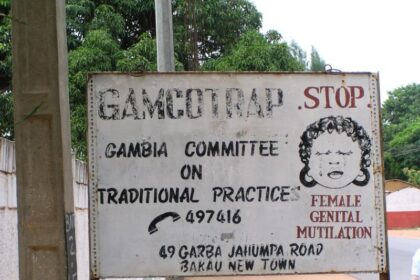 GAMCOTRAP
.STOP.
GAMBIA COMMITTEE
ON
TRADITIONAL PRACTICES
497416
FEMALE
GENITAL
MUTILATION
49 GARBA JAHUMPA ROAD
BAKAU NEW TOWN